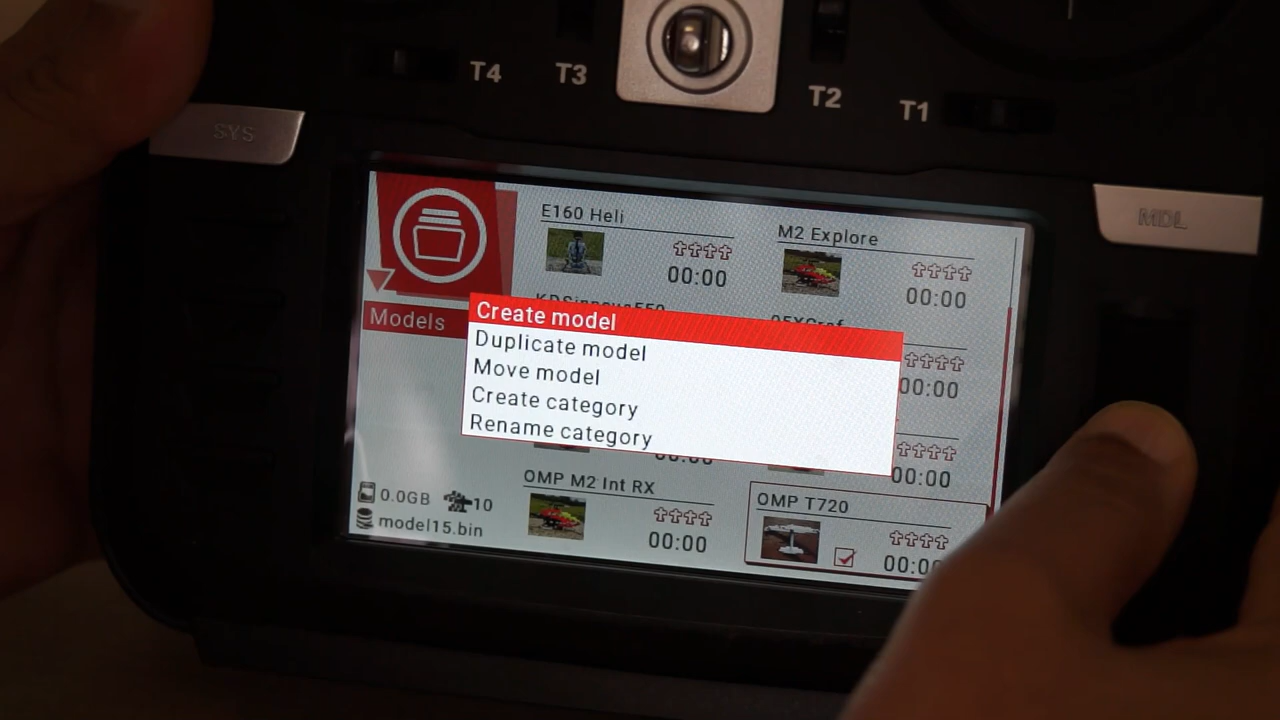 T4 T3 T2 T1
SYS
MDL
E160 Heli
00:00
M2 Explore
00:00
Models
Create model
Duplicate model
Move model
Create category
Rename category
00:00
00:00
OMP M2 Int RX
00:00
OMP T720
00:00
0.0GB 10
model15.bin